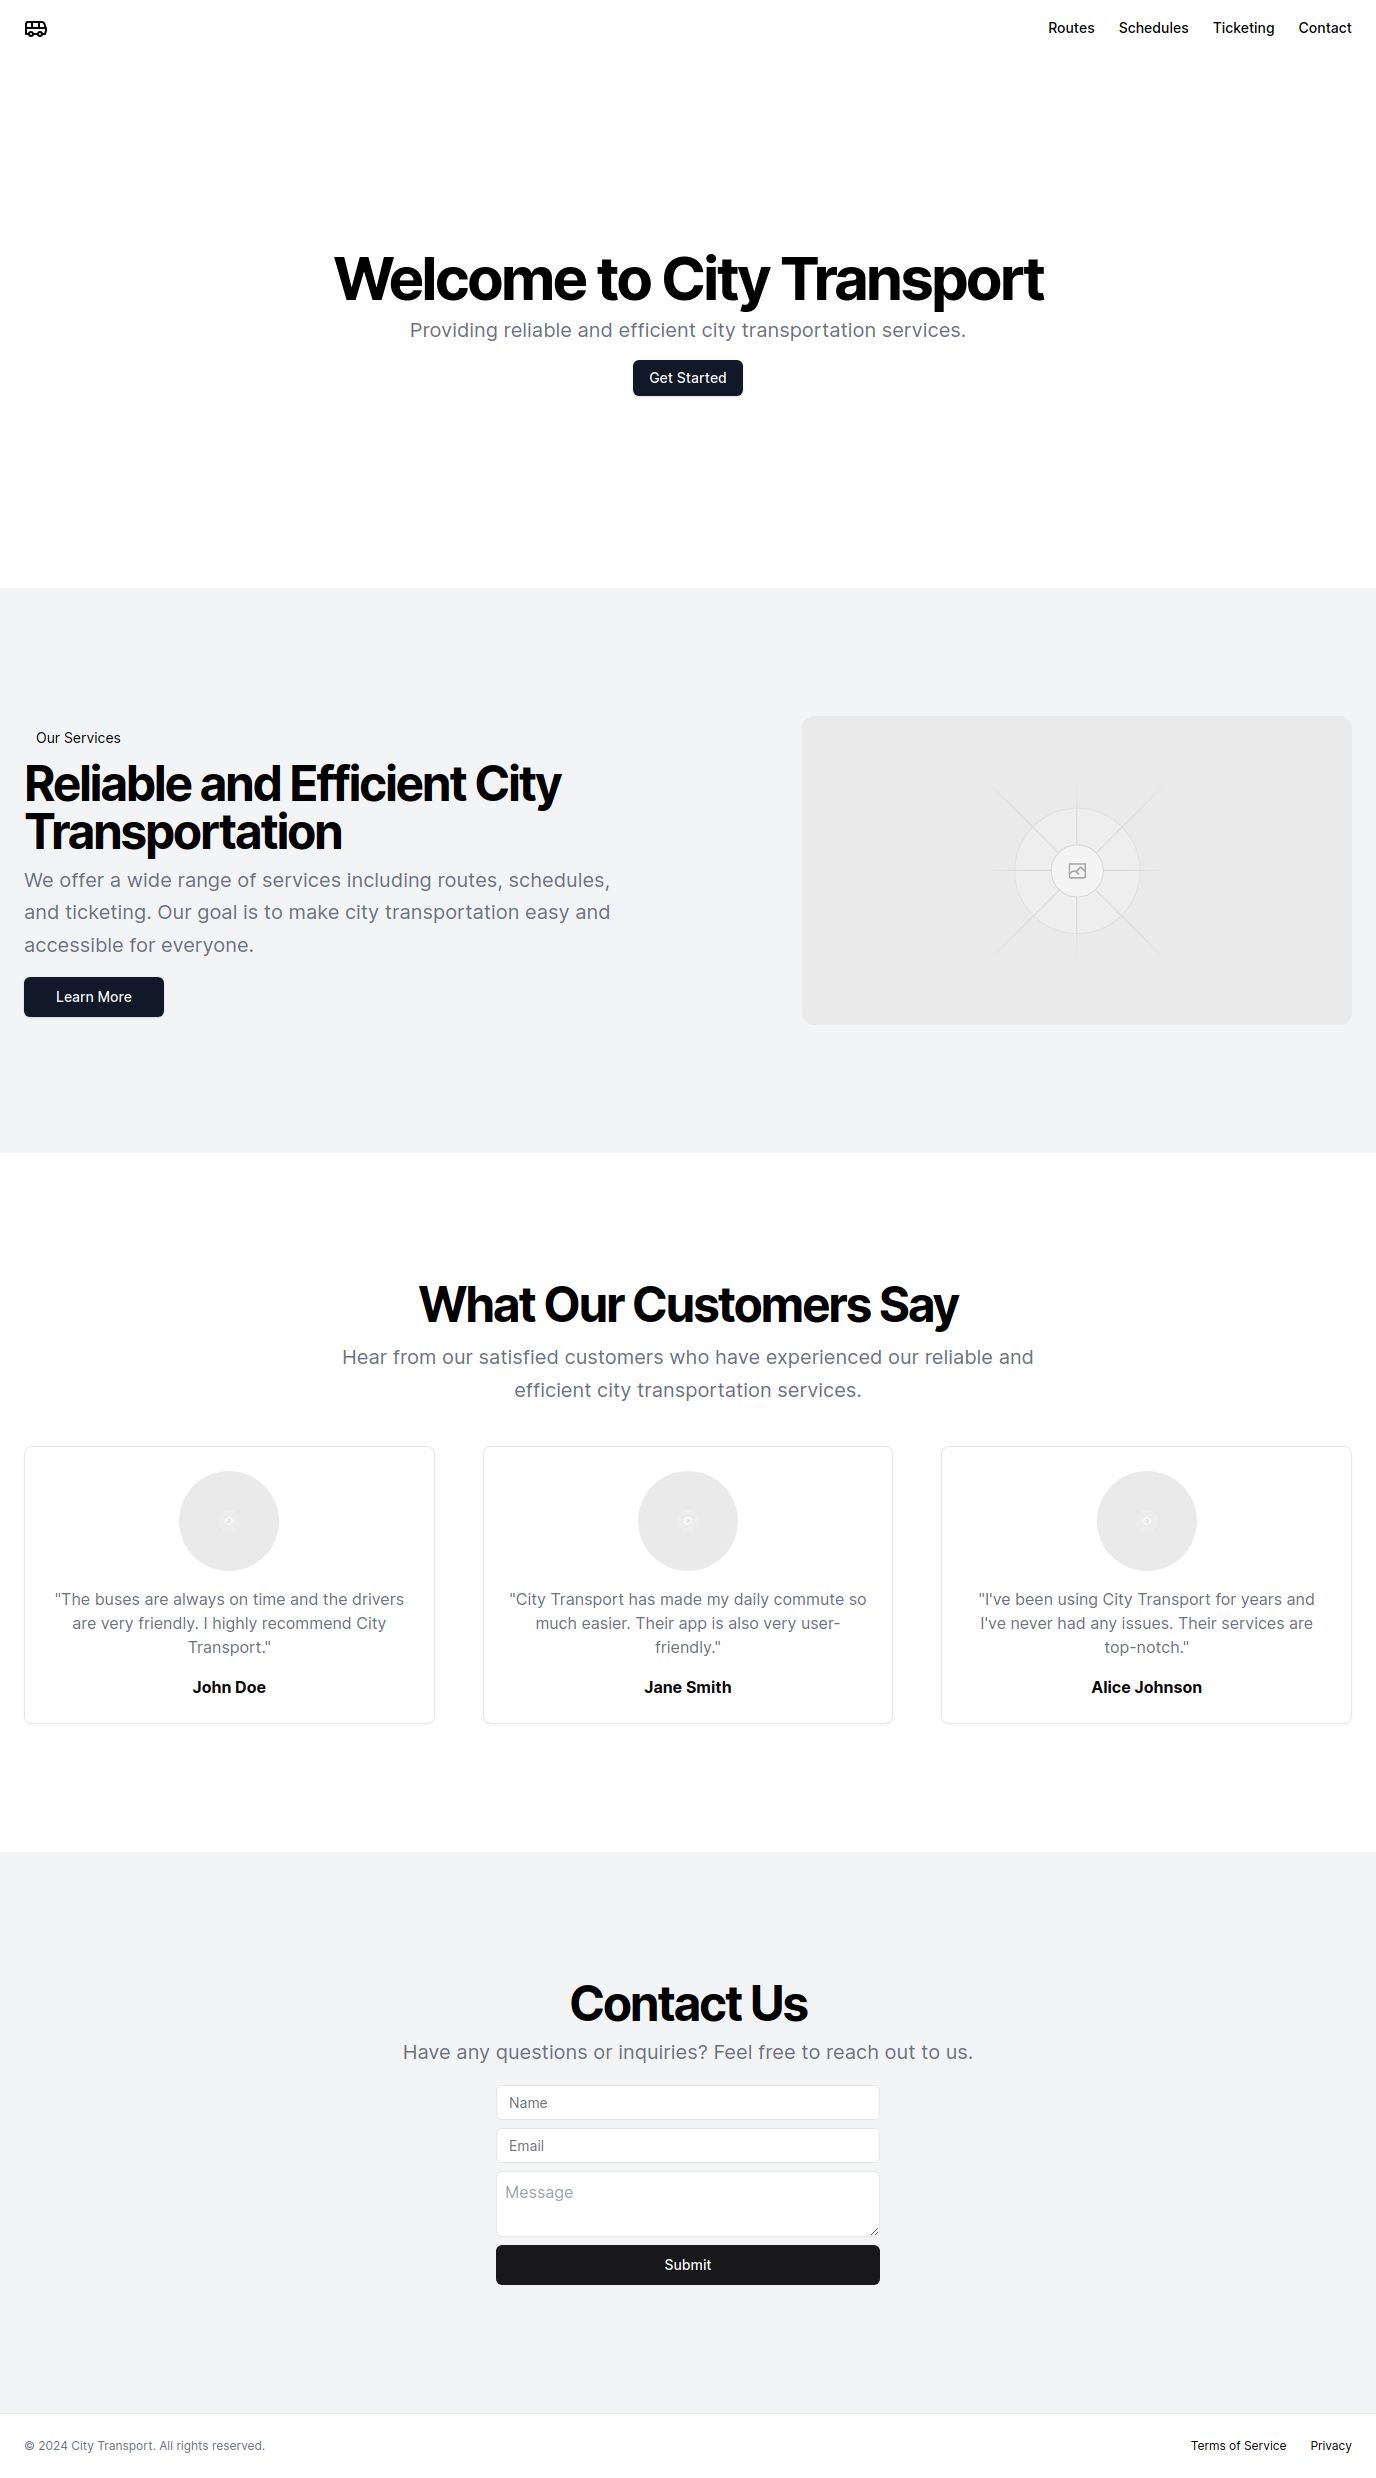 Routes Schedules Ticketing Contact
Welcome to City Transport
Providing reliable and efficient city transportation services.
Get Started
Our Services
Reliable and Efficient City
Transportation
We offer a wide range of services including routes, schedules,
and ticketing. Our goal is to make city transportation easy and
accessible for everyone.
Learn More
What Our Customers Say
Hear from our satisfied customers who have experienced our reliable and
efficient city transportation services.
"The buses are always on time and the drivers
are very friendly. I highly recommend City
Transport."
John Doe
"City Transport has made my daily commute so
much easier. Their app is also very user-
friendly."
Jane Smith
"I've been using City Transport for years and
I've never had any issues. Their services are
top-notch."
Alice Johnson
Contact Us
Have any questions or inquiries? Feel free to reach out to us.
Name
Email
Message
Submit
© 2024 City Transport. All rights reserved.
Terms of Service Privacy